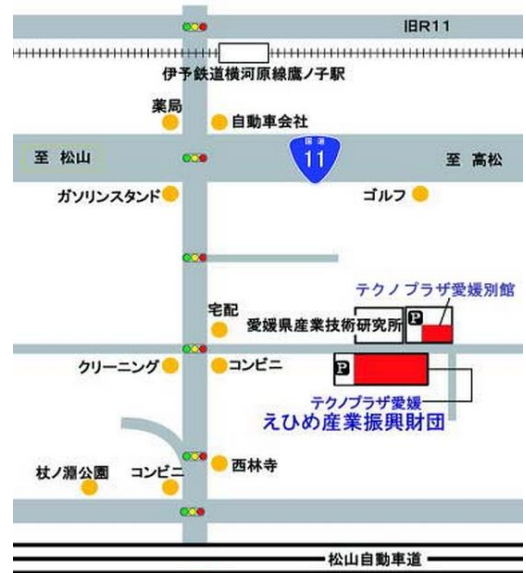 旧R11
伊予鉄道横河原線鷹ノ子駅
薬局
自動車会社
至 松山
国道
11
至 高松
ガソリンスタンド
ゴルフ
テクノプラザ愛媛別館
宅配
愛媛県産業技術研究所
P
クリーニング
コンビニ
P
テクノプラザ愛媛
えひめ産業振興財団
西林寺
杖ノ淵公園
コンビニ
松山自動車道